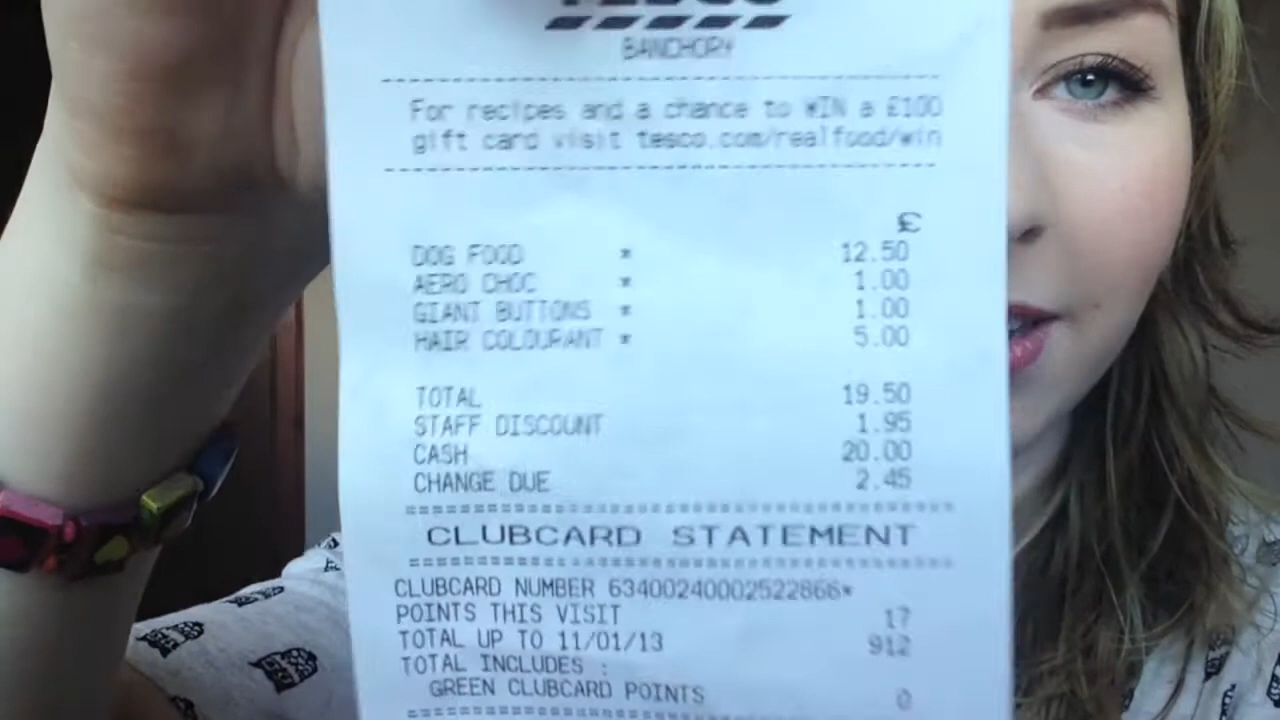 TESCO
BANCHORY
For recipes and a chance to WIN a £100
gift card visit tesco.com/realfood/win
£
DOG FOOD * 12.50
AERO CHOC * 1.00
GIANT BUTTONS * 1.00
HAIR COLOURANT * 5.00
TOTAL 19.50
STAFF DISCOUNT 1.95
CASH 20.00
CHANGE DUE 2.45
CLUBCARD STATEMENT
CLUBCARD NUMBER 63400240002522866*
POINTS THIS VISIT 17
TOTAL UP TO 11/01/13 912
TOTAL INCLUDES :
GREEN CLUBCARD POINTS 0